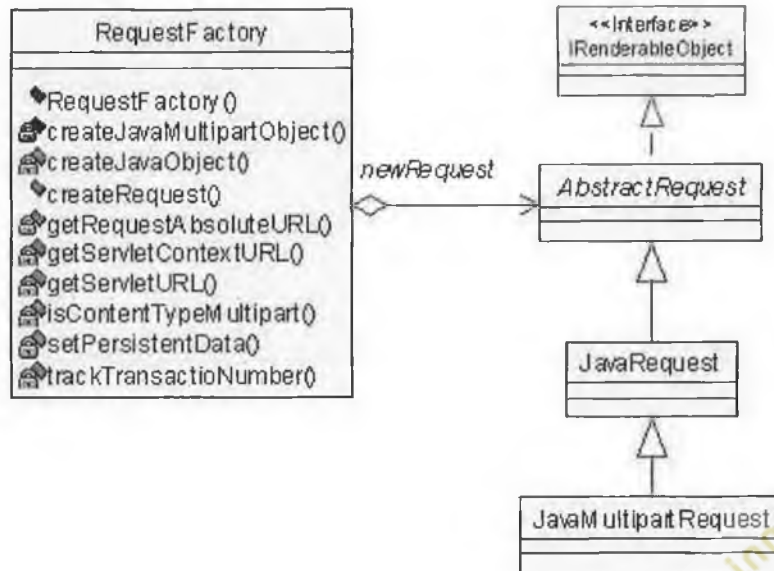 RequestFactory
RequestFactory()
createJavaMultipartObject()
createJavaObject()
createRequest()
getRequestAbsoluteURL()
getServletContextURL()
getServletURL()
isContentTypeMultipart()
setPersistentData()
trackTransactioNumber()
newRequest
<<Interface>>
IRenderableObject
AbstractRequest
JavaRequest
JavaMultipartRequest